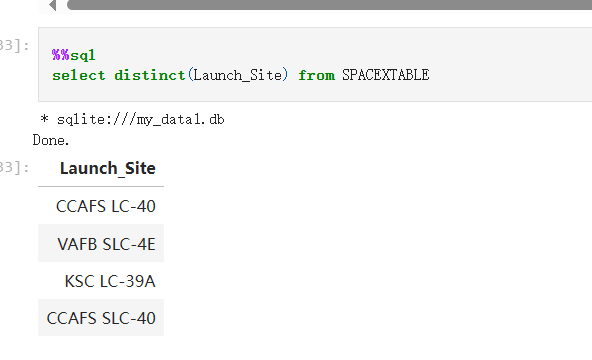 33]:
%%sql
select distinct(Launch_Site) from SPACEXTABLE
* sqlite:///my_data1.db
Done.
33]:
Launch_Site
CCAFS LC-40
VAFB SLC-4E
KSC LC-39A
CCAFS SLC-40